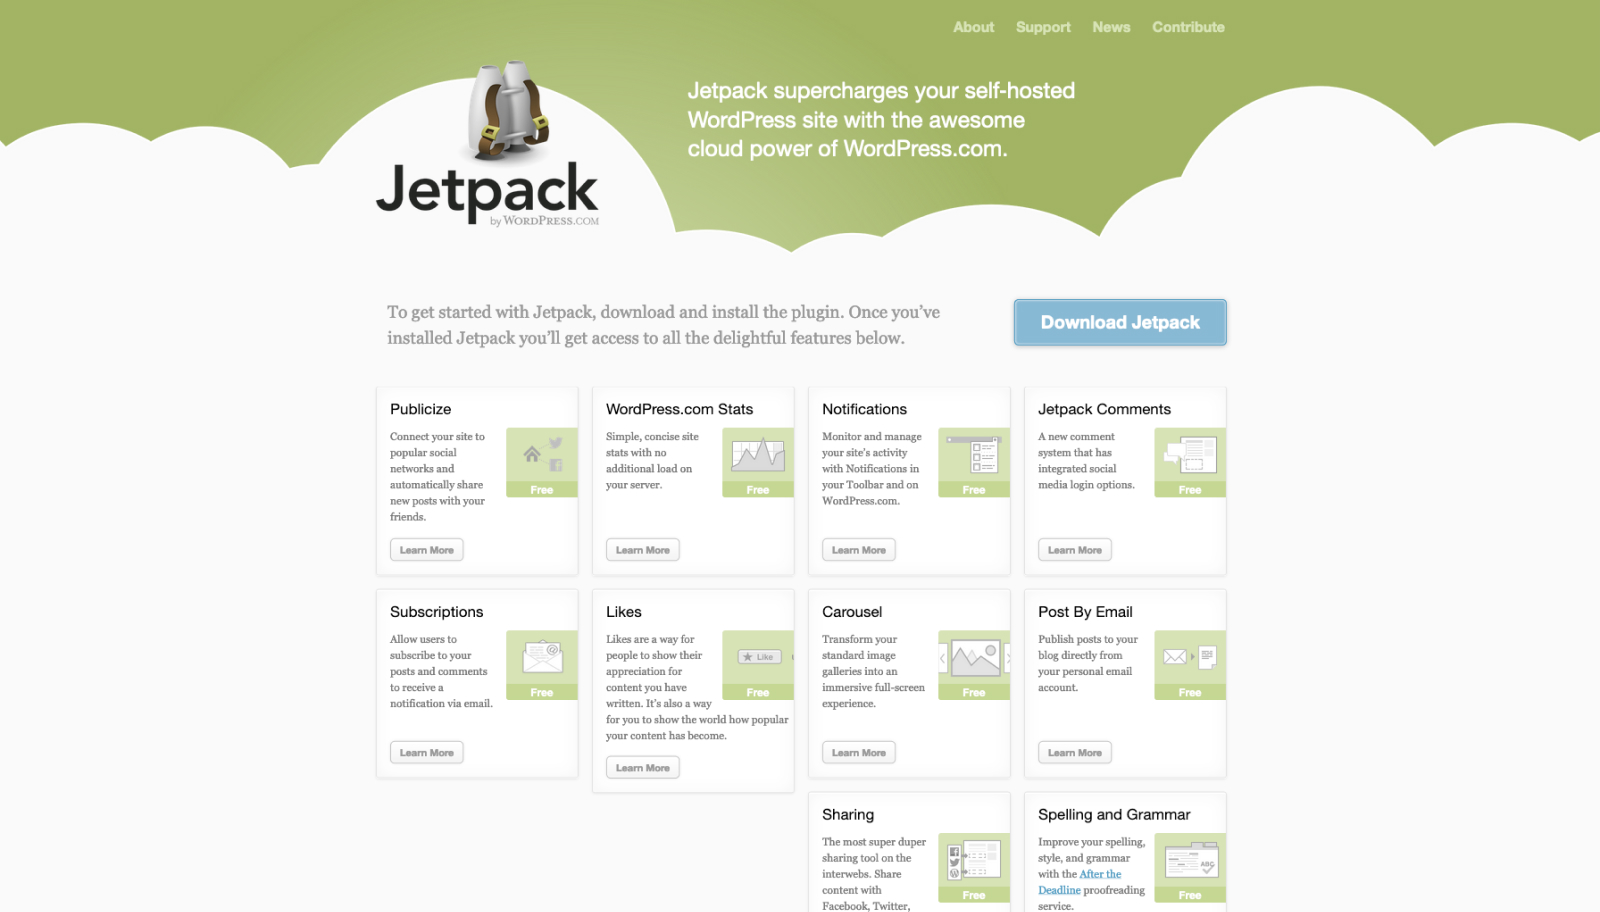 About Support News Contribute
Jetpack supercharges your self-hosted
WordPress site with the awesome
cloud power of WordPress.com.
Jetpack
by WORDPRESS.COM
To get started with Jetpack, download and install the plugin. Once you’ve
installed Jetpack you’ll get access to all the delightful features below.
Download Jetpack
Publicize
Connect your site to
popular social
networks and
automatically share
new posts with your
friends.
Free
Learn More
WordPress.com Stats
Simple, concise site
stats with no
additional load on
your server.
Free
Learn More
Notifications
Monitor and manage
your site’s activity
with Notifications in
your Toolbar and on
WordPress.com.
Free
Learn More
Jetpack Comments
A new comment
system that has
integrated social
media login options.
Free
Learn More
Subscriptions
Allow users to
subscribe to your
posts and comments
to receive a
notification via email.
Free
Learn More
Likes
Likes are a way for
people to show their
appreciation for
content you have
written. It’s also a way
for you to show the world how popular
your content has become.
Like
Free
Learn More
Carousel
Transform your
standard image
galleries into an
immersive full-screen
experience.
Free
Learn More
Post By Email
Publish posts to your
blog directly from
your personal email
account.
Free
Learn More
Sharing
The most super duper
sharing tool on the
interwebs. Share
content with
Facebook, Twitter,
Free
Spelling and Grammar
Improve your spelling,
style, and grammar
with the After the
Deadline proofreading
service.
ABC
Free